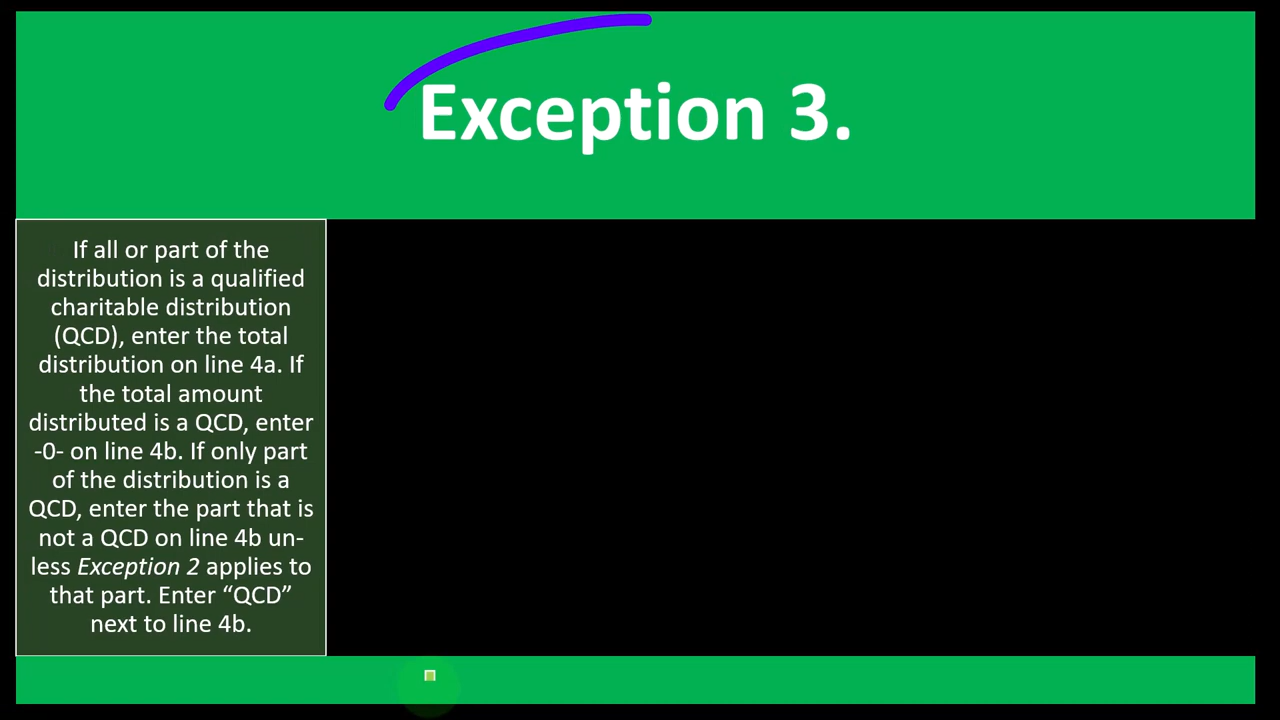 Exception 3.
If all or part of the
distribution is a qualified
charitable distribution
(QCD), enter the total
distribution on line 4a. If
the total amount
distributed is a QCD, enter
-0- on line 4b. If only part
of the distribution is a
QCD, enter the part that is
not a QCD on line 4b un-
less Exception 2 applies to
that part. Enter “QCD”
next to line 4b.